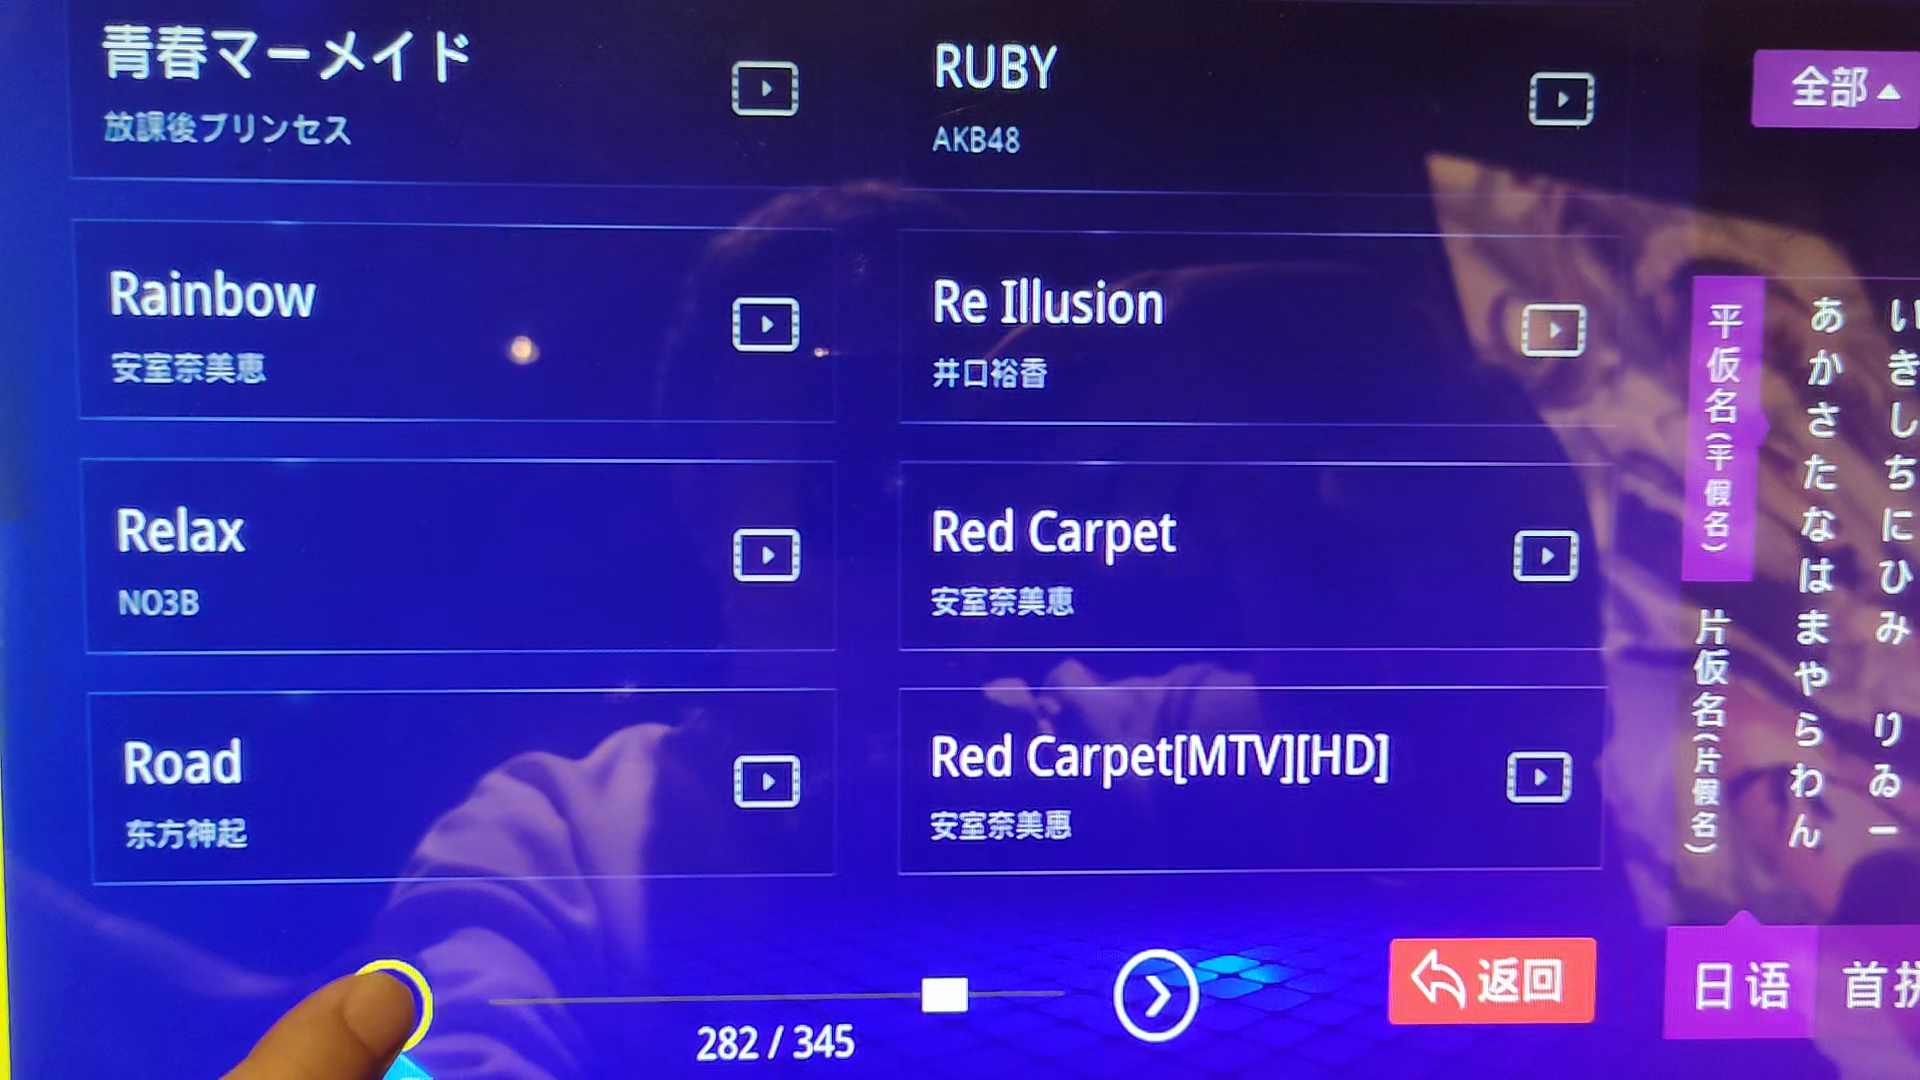 青春マーメイド
放課後プリンセス
RUBY
AKB48
Rainbow
安室奈美恵
Re Illusion
井口裕香
Relax
NO3B
Red Carpet
安室奈美恵
Road
东方神起
Red Carpet[MTV][HD]
安室奈美恵
282 / 345
返回
全部
平仮名(平假名)
片仮名(片假名)
あかさたなはまやらわん
いきしちにひみ りゐー
日语
首拼